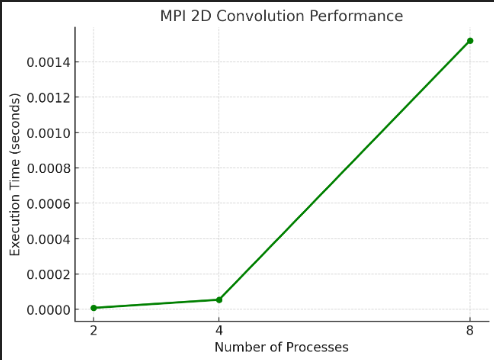 MPI 2D Convolution Performance
Execution Time (seconds)
0.0014
0.0012
0.0010
0.0008
0.0006
0.0004
0.0002
0.0000
2 4 8
Number of Processes